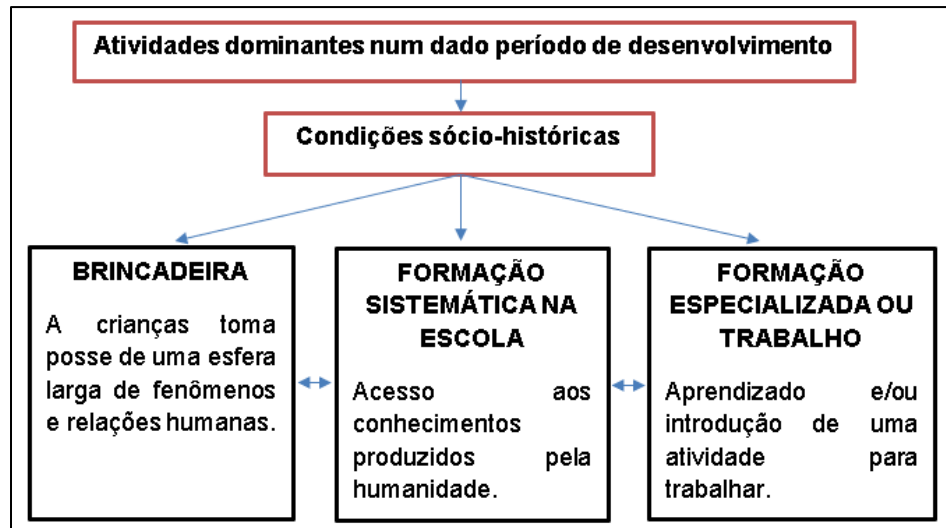 Atividades dominantes num dado período de desenvolvimento
Condições sócio-históricas
BRINCADEIRA
A crianças toma
posse de uma esfera
larga de fenômenos
e relações humanas.
FORMAÇÃO
SISTEMÁTICA NA
ESCOLA
Acesso aos
conhecimentos
produzidos pela
humanidade.
FORMAÇÃO
ESPECIALIZADA OU
TRABALHO
Aprendizado e/ou
introdução de uma
atividade para
trabalhar.